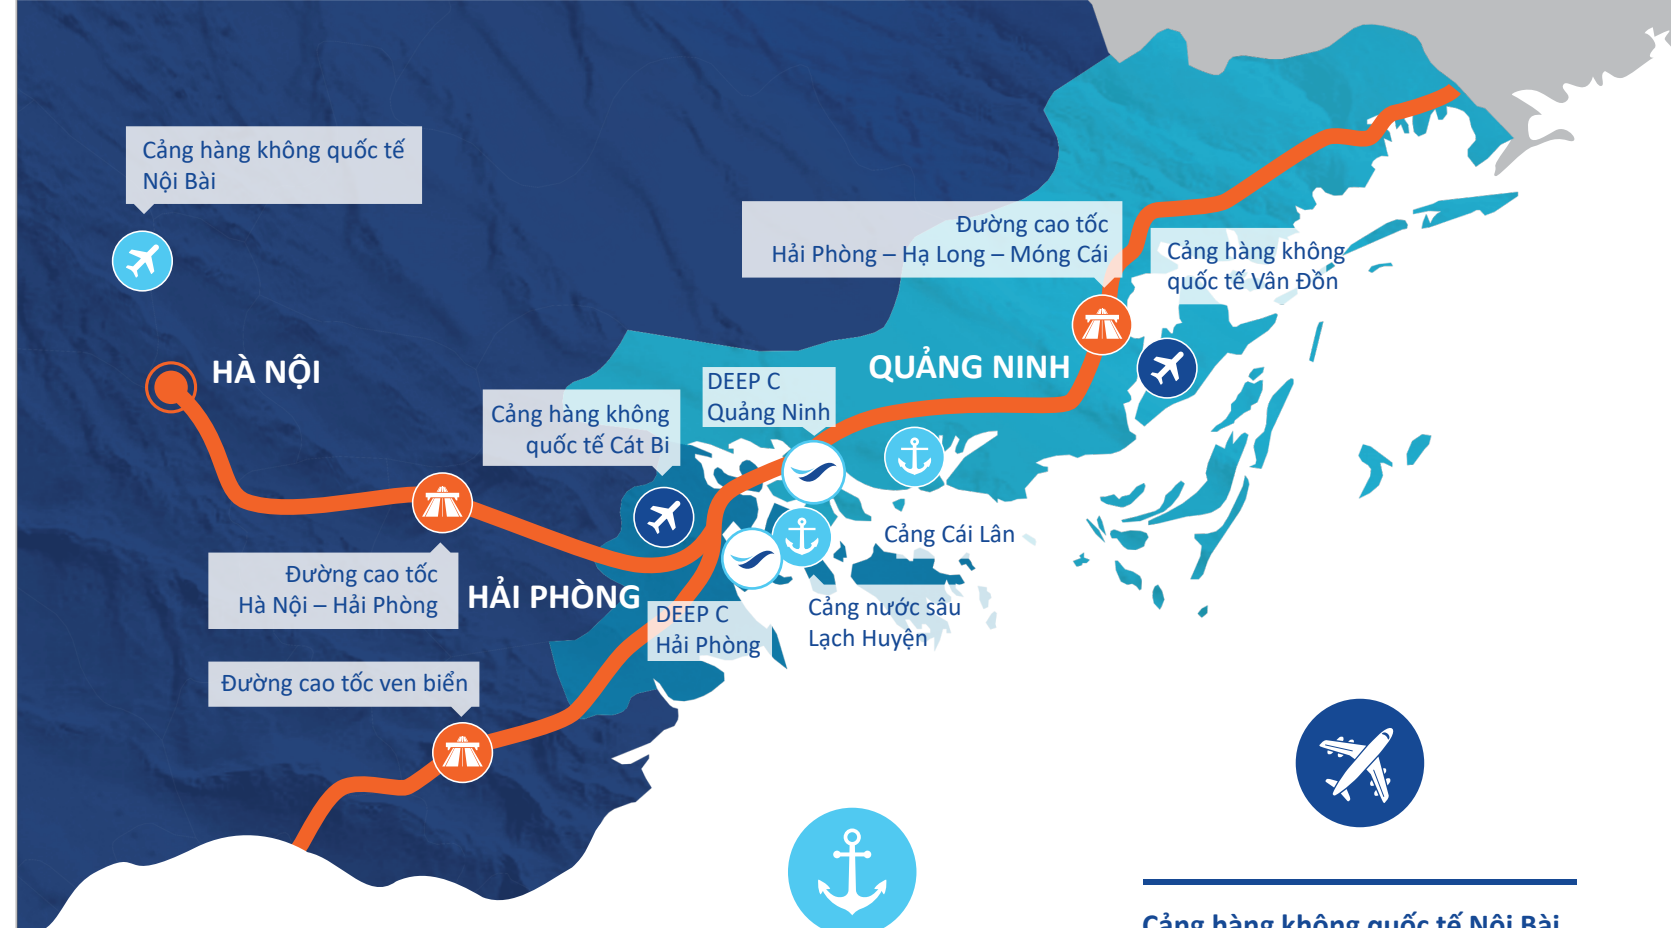 Cảng hàng không quốc tế
Nội Bài
Đường cao tốc
Hải Phòng – Hạ Long – Móng Cái
Cảng hàng không
quốc tế Vân Đồn
HÀ NỘI
QUẢNG NINH
DEEP C
Quảng Ninh
Cảng hàng không
quốc tế Cát Bi
Cảng Cái Lân
Đường cao tốc
Hà Nội – Hải Phòng
HẢI PHÒNG
DEEP C
Hải Phòng
Cảng nước sâu
Lạch Huyện
Đường cao tốc ven biển
Cảng hàng không quốc tế Nội Bài